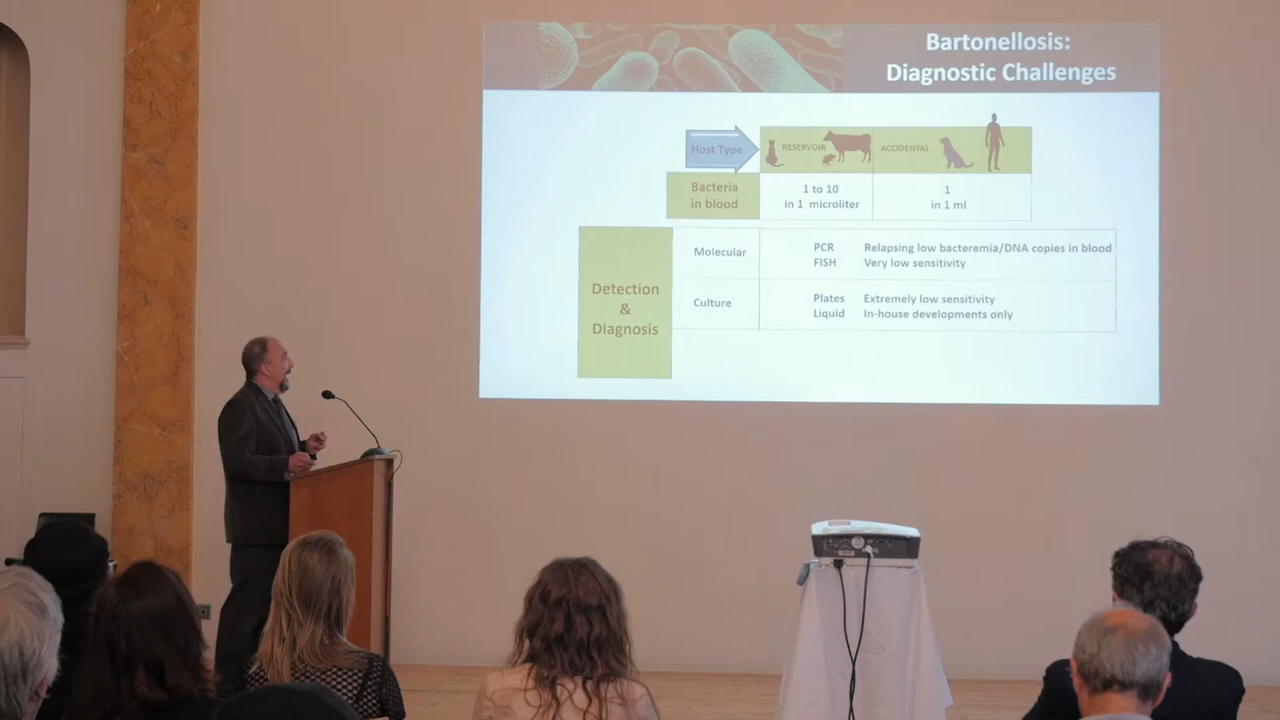 Bartonellosis:
Diagnostic Challenges
Host Type
RESERVOIR
ACCIDENTAL
Bacteria
in blood
1 to 10
in 1 microliter
1
in 1 ml
Detection
&
Diagnosis
Molecular
PCR Relapsing low bacteremia/DNA copies in blood
FISH Very low sensitivity
Culture
Plates Extremely low sensitivity
Liquid In-house developments only